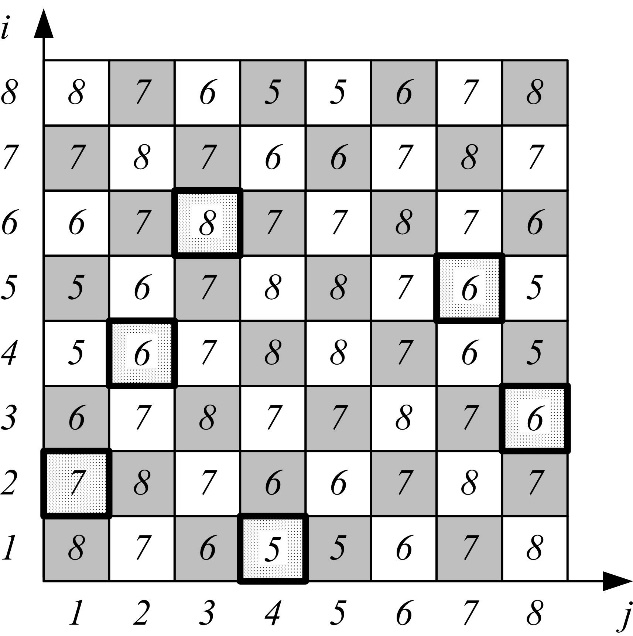 i
8 8 7 6 5 5 6 7 8
7 7 8 7 6 6 7 8 7
6 6 7 8 7 7 8 7 6
5 5 6 7 8 8 7 6 5
4 5 6 7 8 8 7 6 5
3 6 7 8 7 7 8 7 6
2 7 8 7 6 6 7 8 7
1 8 7 6 5 5 6 7 8
1 2 3 4 5 6 7 8 j